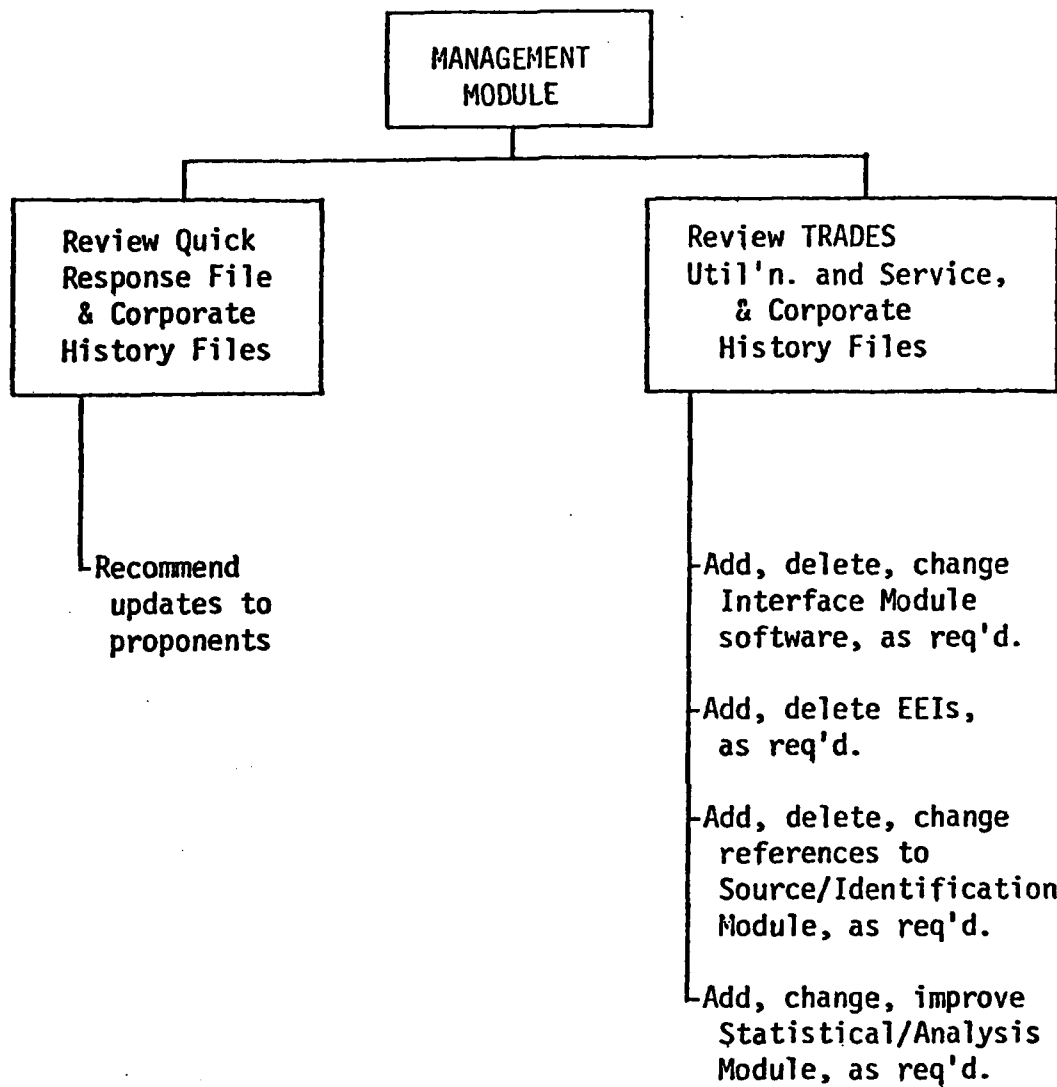 MANAGEMENT
MODULE
Review Quick
Response File
& Corporate
History Files
Review TRADES
Util'n. and Service,
& Corporate
History Files
Recommend
updates to
proponents
Add, delete, change
Interface Module
software, as req'd.
Add, delete EEIs,
as req'd.
Add, delete, change
references to
Source/Identification
Module, as req'd.
Add, change, improve
Statistical/Analysis
Module, as req'd.